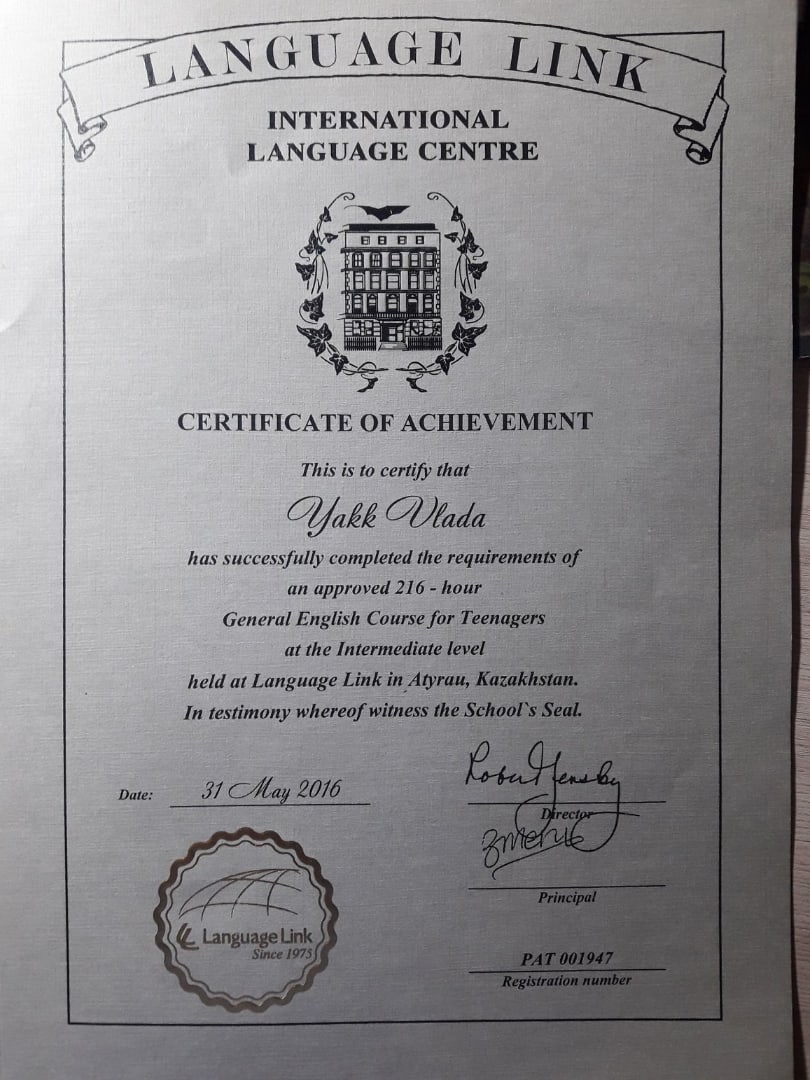 LANGUAGE LINK
INTERNATIONAL
LANGUAGE CENTRE
CERTIFICATE OF ACHIEVEMENT
This is to certify that
Yakk Vlada
has successfully completed the requirements of
an approved 216 - hour
General English Course for Teenagers
at the Intermediate level
held at Language Link in Atyrau, Kazakhstan.
In testimony whereof witness the School`s Seal.
Date: 31 May 2016
Director
Principal
LL Language Link
Since 1975
PAT 001947
Registration number